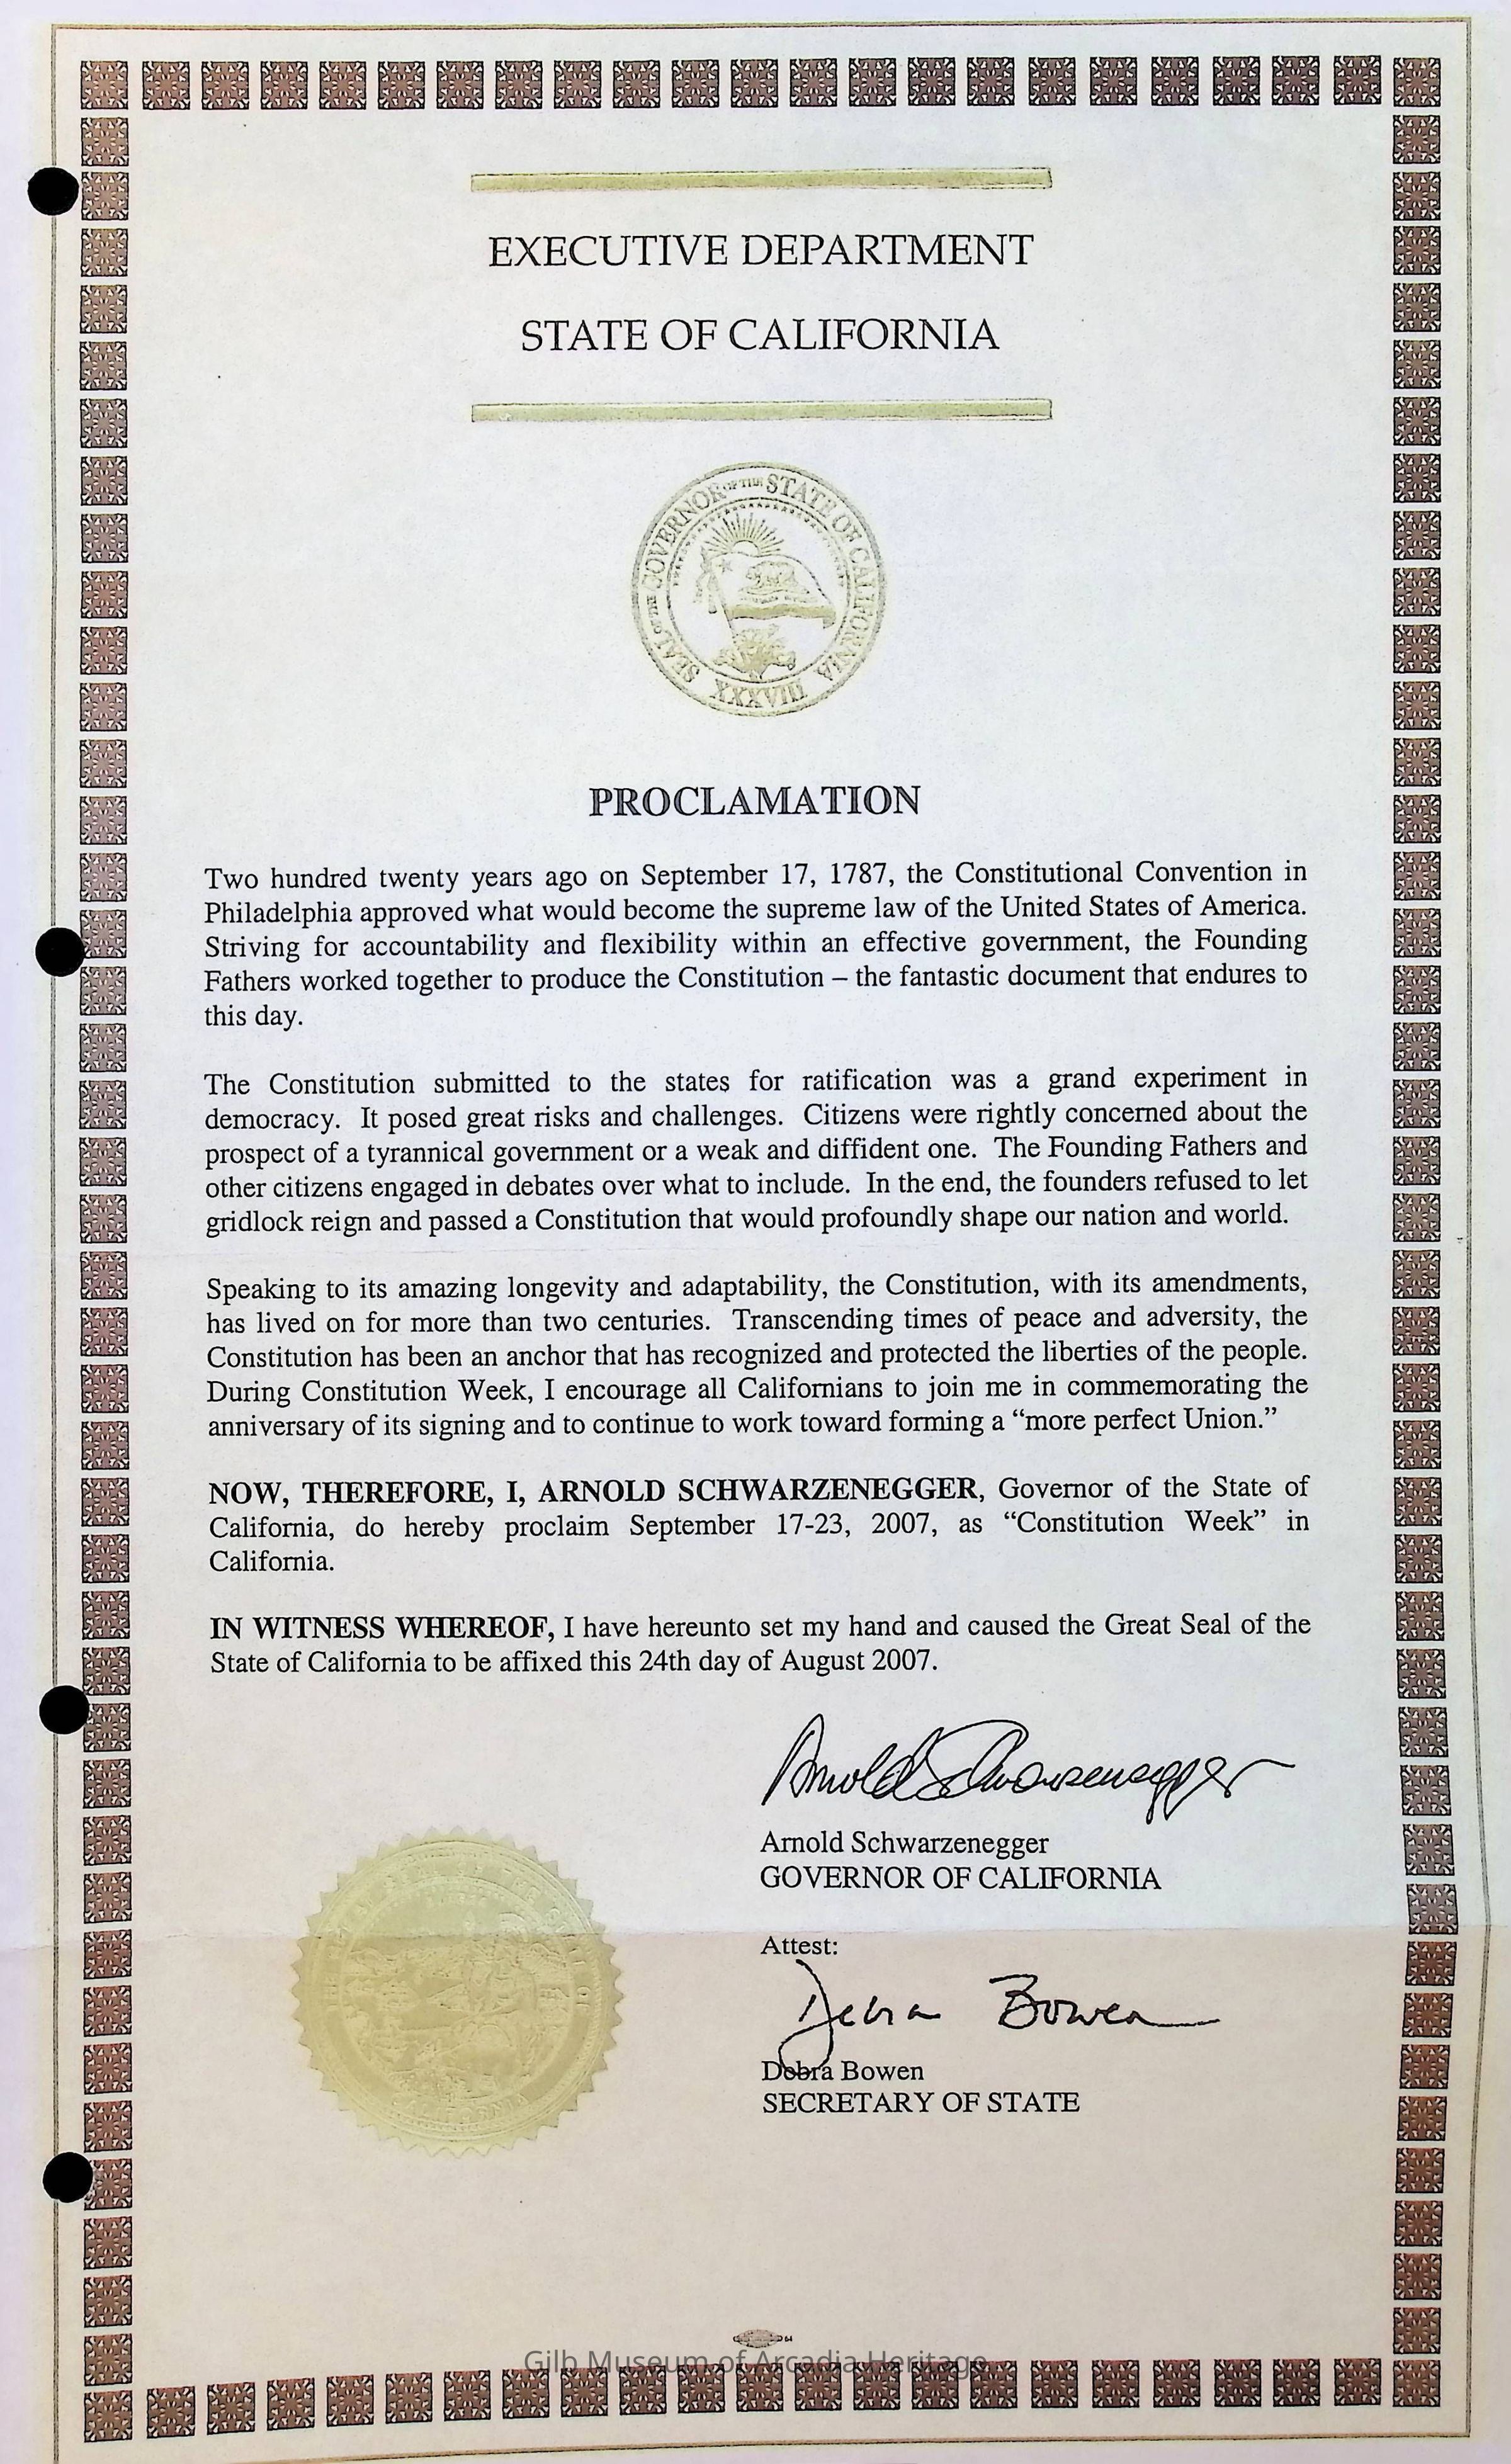 EXECUTIVE DEPARTMENT
STATE OF CALIFORNIA
SEAL OF THE GOVERNOR OF THE STATE OF CALIFORNIA
XXXVIII
PROCLAMATION
Two hundred twenty years ago on September 17, 1787, the Constitutional Convention in
Philadelphia approved what would become the supreme law of the United States of America.
Striving for accountability and flexibility within an effective government, the Founding
Fathers worked together to produce the Constitution – the fantastic document that endures to
this day.
The Constitution submitted to the states for ratification was a grand experiment in
democracy. It posed great risks and challenges. Citizens were rightly concerned about the
prospect of a tyrannical government or a weak and diffident one. The Founding Fathers and
other citizens engaged in debates over what to include. In the end, the founders refused to let
gridlock reign and passed a Constitution that would profoundly shape our nation and world.
Speaking to its amazing longevity and adaptability, the Constitution, with its amendments,
has lived on for more than two centuries. Transcending times of peace and adversity, the
Constitution has been an anchor that has recognized and protected the liberties of the people.
During Constitution Week, I encourage all Californians to join me in commemorating the
anniversary of its signing and to continue to work toward forming a “more perfect Union.”
NOW, THEREFORE, I, ARNOLD SCHWARZENEGGER, Governor of the State of
California, do hereby proclaim September 17-23, 2007, as “Constitution Week” in
California.
IN WITNESS WHEREOF, I have hereunto set my hand and caused the Great Seal of the
State of California to be affixed this 24th day of August 2007.
Arnold Schwarzenegger
Arnold Schwarzenegger
GOVERNOR OF CALIFORNIA
Attest:
Debra Bowen
Debra Bowen
SECRETARY OF STATE
64
Gilb Museum of Arcadia Heritage